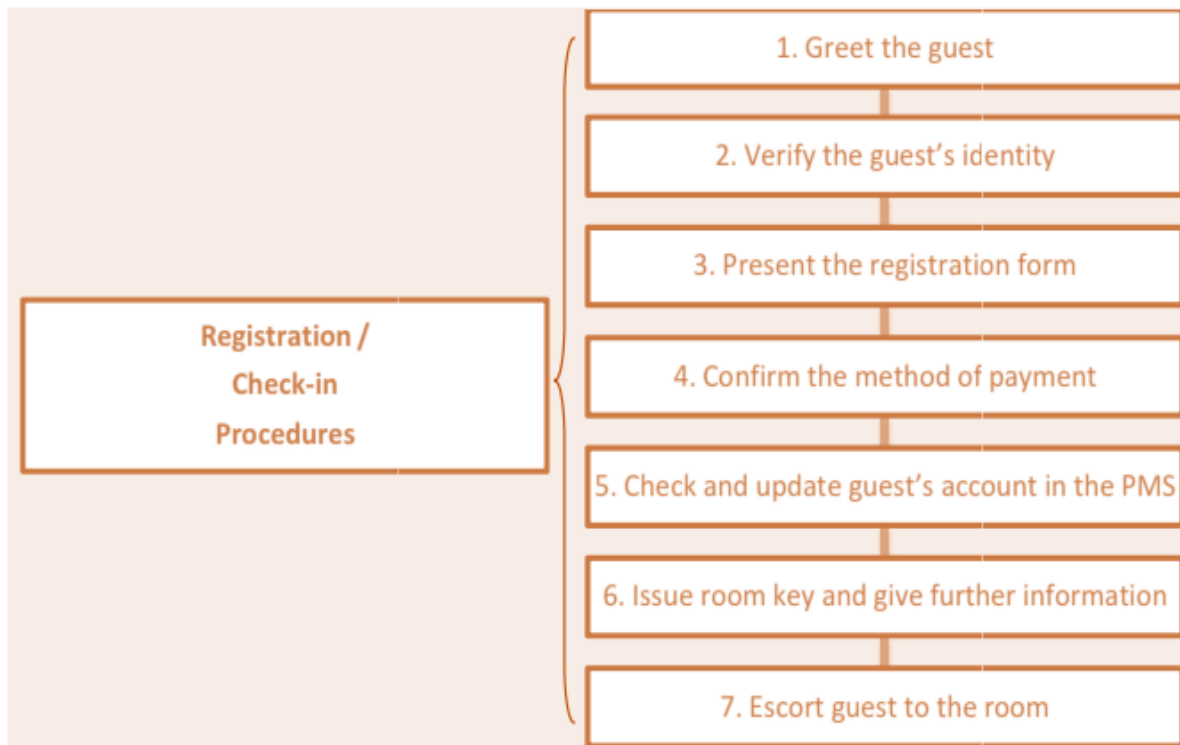 Registration /
Check-in
Procedures
1. Greet the guest
2. Verify the guest’s identity
3. Present the registration form
4. Confirm the method of payment
5. Check and update guest’s account in the PMS
6. Issue room key and give further information
7. Escort guest to the room